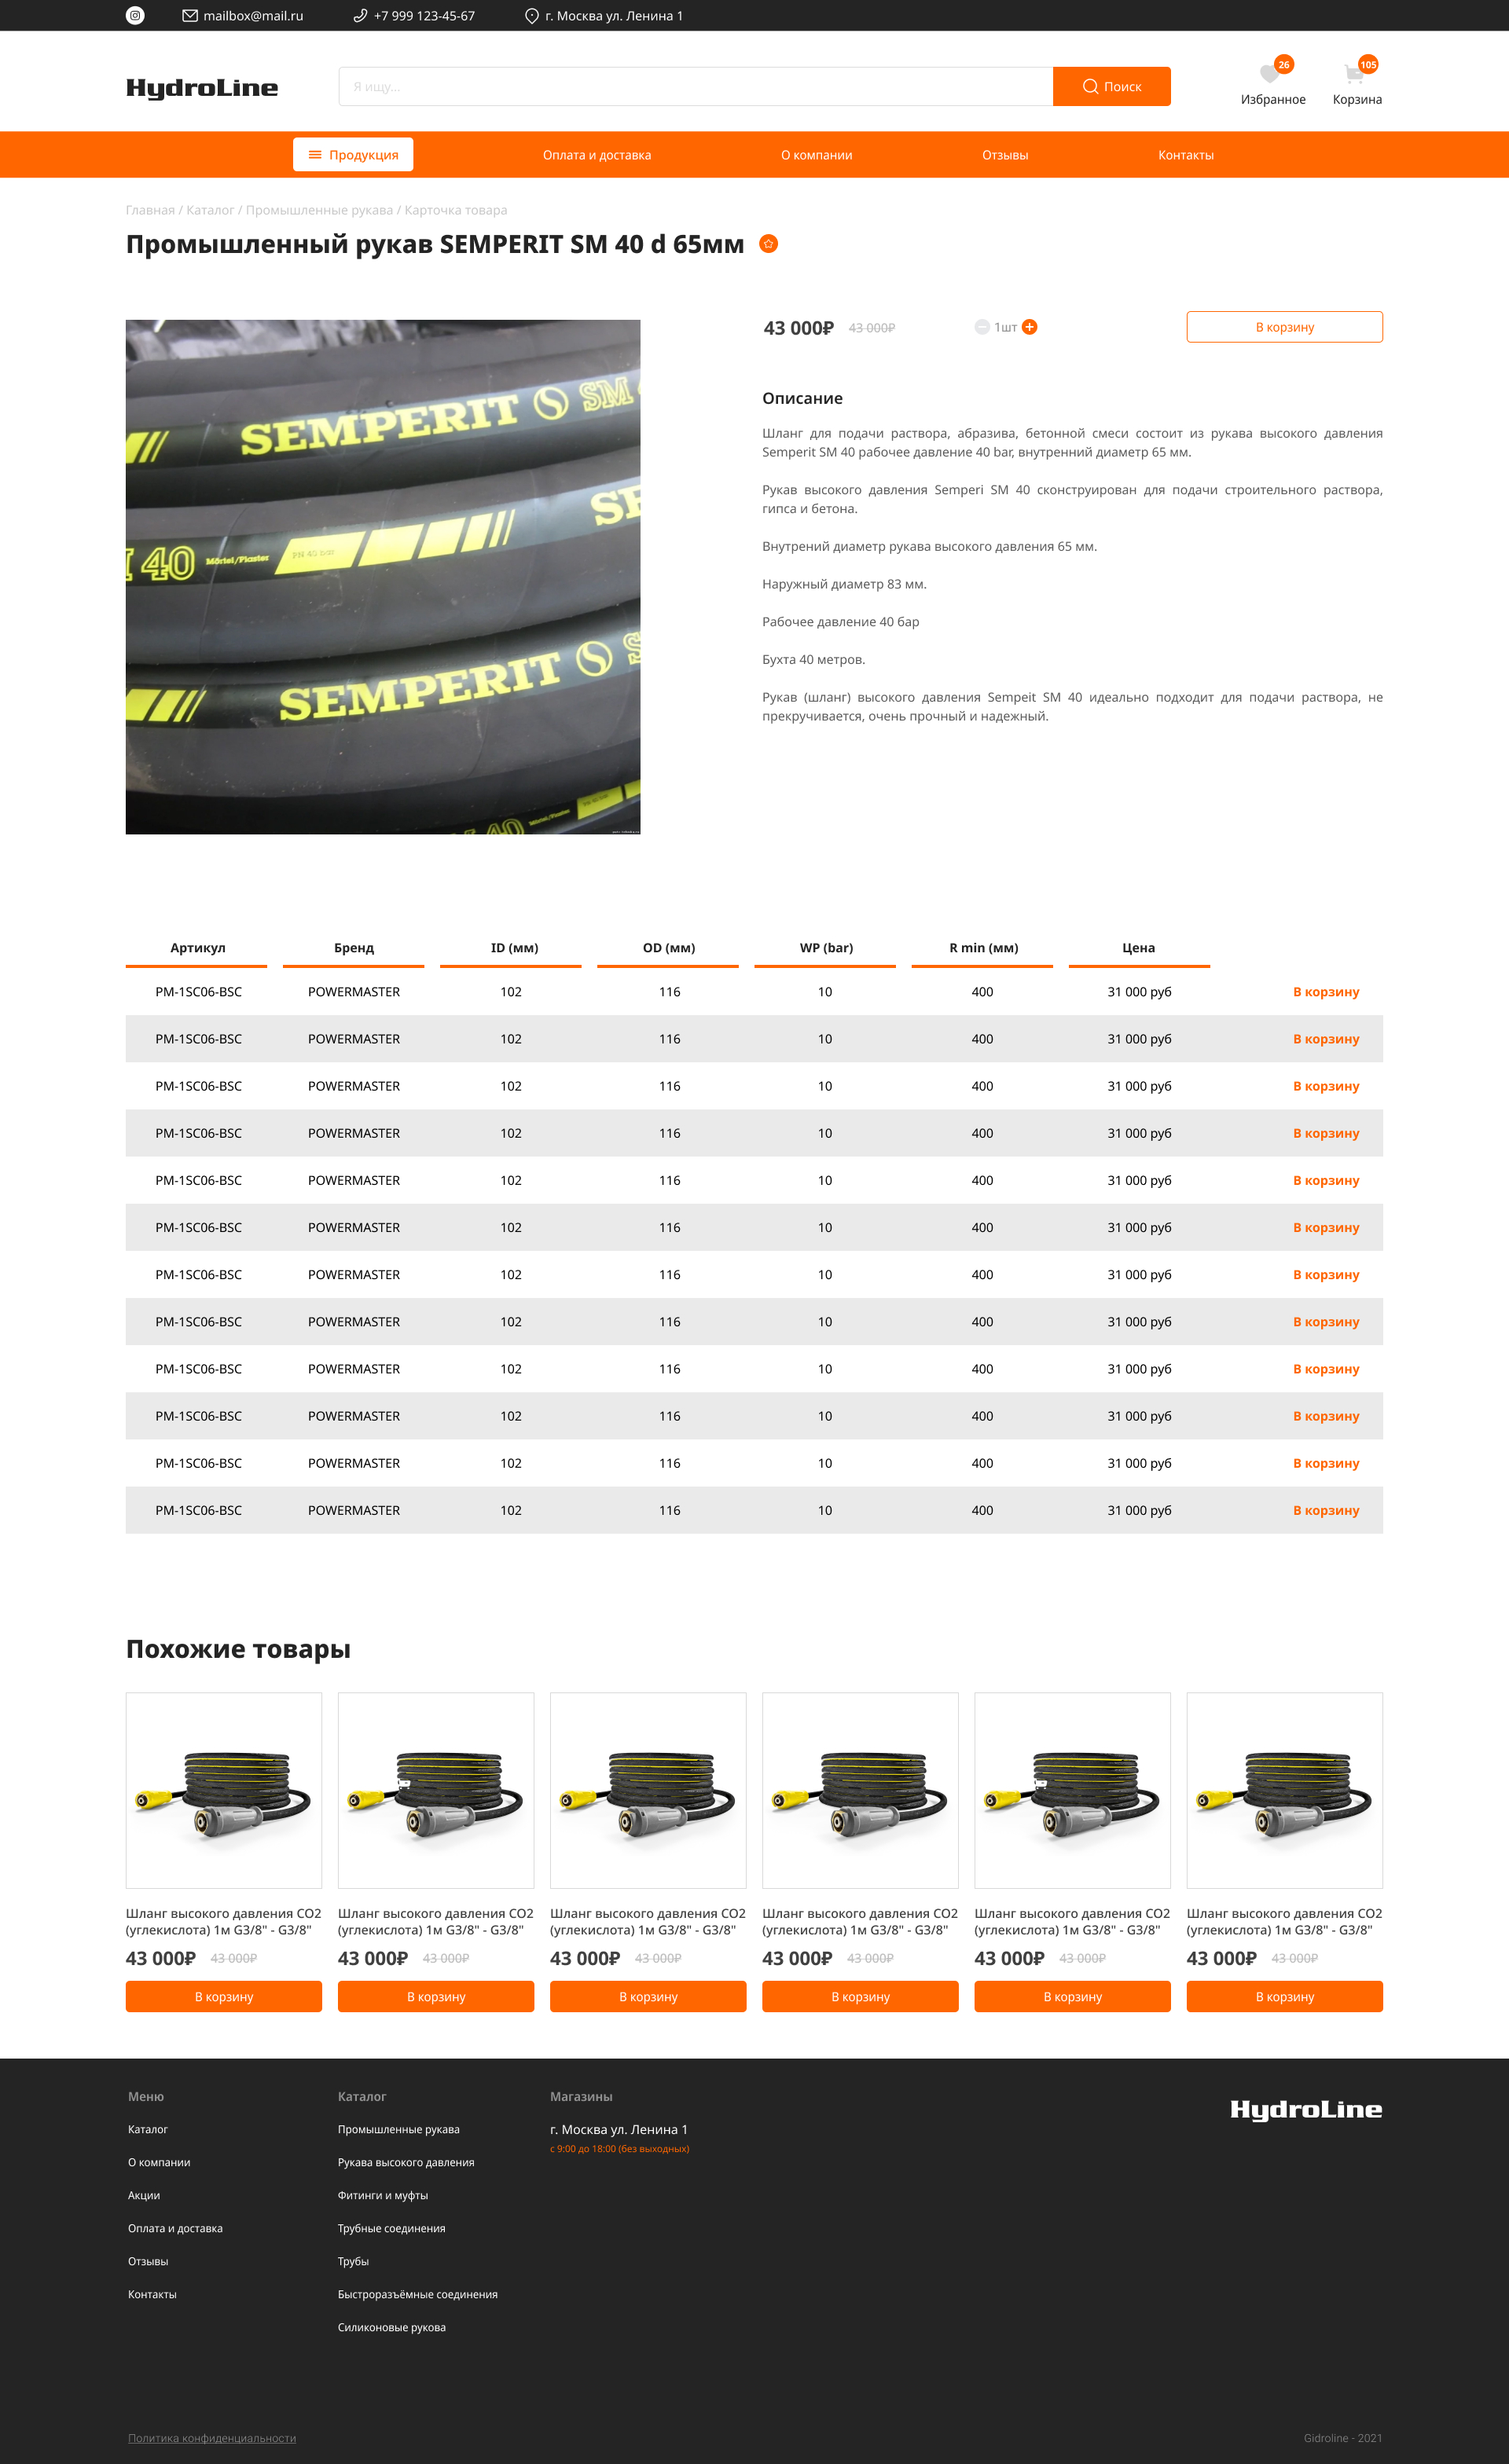 mailbox@mail.ru
+7 999 123-45-67
г. Москва ул. Ленина 1
HydroLine
Я ищу...
Поиск
26
Избранное
105
Корзина
Продукция
Оплата и доставка
О компании
Отзывы
Контакты
Главная / Каталог / Промышленные рукава / Карточка товара
Промышленный рукав SEMPERIT SM 40 d 65мм
SEMPERIT SM 4
SE
M 40 Mörtel/Plaster PN 40 bar
SEMPERIT S
43 000₽
43 000₽
1шт
В корзину
Описание
Шланг для подачи раствора, абразива, бетонной смеси состоит из рукава высокого давления
Semperit SM 40 рабочее давление 40 bar, внутренний диаметр 65 мм.
Рукав высокого давления Semperi SM 40 сконструирован для подачи строительного раствора,
гипса и бетона.
Внутрений диаметр рукава высокого давления 65 мм.
Наружный диаметр 83 мм.
Рабочее давление 40 бар
Бухта 40 метров.
Рукав (шланг) высокого давления Sempeit SM 40 идеально подходит для подачи раствора, не
прекручивается, очень прочный и надежный.
Артикул Бренд ID (мм) OD (мм) WP (bar) R min (мм) Цена
PM-1SC06-BSC POWERMASTER 102 116 10 400 31 000 руб В корзину
PM-1SC06-BSC POWERMASTER 102 116 10 400 31 000 руб В корзину
PM-1SC06-BSC POWERMASTER 102 116 10 400 31 000 руб В корзину
PM-1SC06-BSC POWERMASTER 102 116 10 400 31 000 руб В корзину
PM-1SC06-BSC POWERMASTER 102 116 10 400 31 000 руб В корзину
PM-1SC06-BSC POWERMASTER 102 116 10 400 31 000 руб В корзину
PM-1SC06-BSC POWERMASTER 102 116 10 400 31 000 руб В корзину
PM-1SC06-BSC POWERMASTER 102 116 10 400 31 000 руб В корзину
PM-1SC06-BSC POWERMASTER 102 116 10 400 31 000 руб В корзину
PM-1SC06-BSC POWERMASTER 102 116 10 400 31 000 руб В корзину
PM-1SC06-BSC POWERMASTER 102 116 10 400 31 000 руб В корзину
PM-1SC06-BSC POWERMASTER 102 116 10 400 31 000 руб В корзину
Похожие товары
Шланг высокого давления CO2
(углекислота) 1м G3/8" - G3/8"
43 000₽ 43 000₽
В корзину
Шланг высокого давления CO2
(углекислота) 1м G3/8" - G3/8"
43 000₽ 43 000₽
В корзину
Шланг высокого давления CO2
(углекислота) 1м G3/8" - G3/8"
43 000₽ 43 000₽
В корзину
Шланг высокого давления CO2
(углекислота) 1м G3/8" - G3/8"
43 000₽ 43 000₽
В корзину
Шланг высокого давления CO2
(углекислота) 1м G3/8" - G3/8"
43 000₽ 43 000₽
В корзину
Шланг высокого давления CO2
(углекислота) 1м G3/8" - G3/8"
43 000₽ 43 000₽
В корзину
Меню
Каталог
О компании
Акции
Оплата и доставка
Отзывы
Контакты
Каталог
Промышленные рукава
Рукава высокого давления
Фитинги и муфты
Трубные соединения
Трубы
Быстроразъёмные соединения
Силиконовые рукова
Магазины
г. Москва ул. Ленина 1
с 9:00 до 18:00 (без выходных)
HydroLine
Политика конфиденциальности
Gidroline - 2021